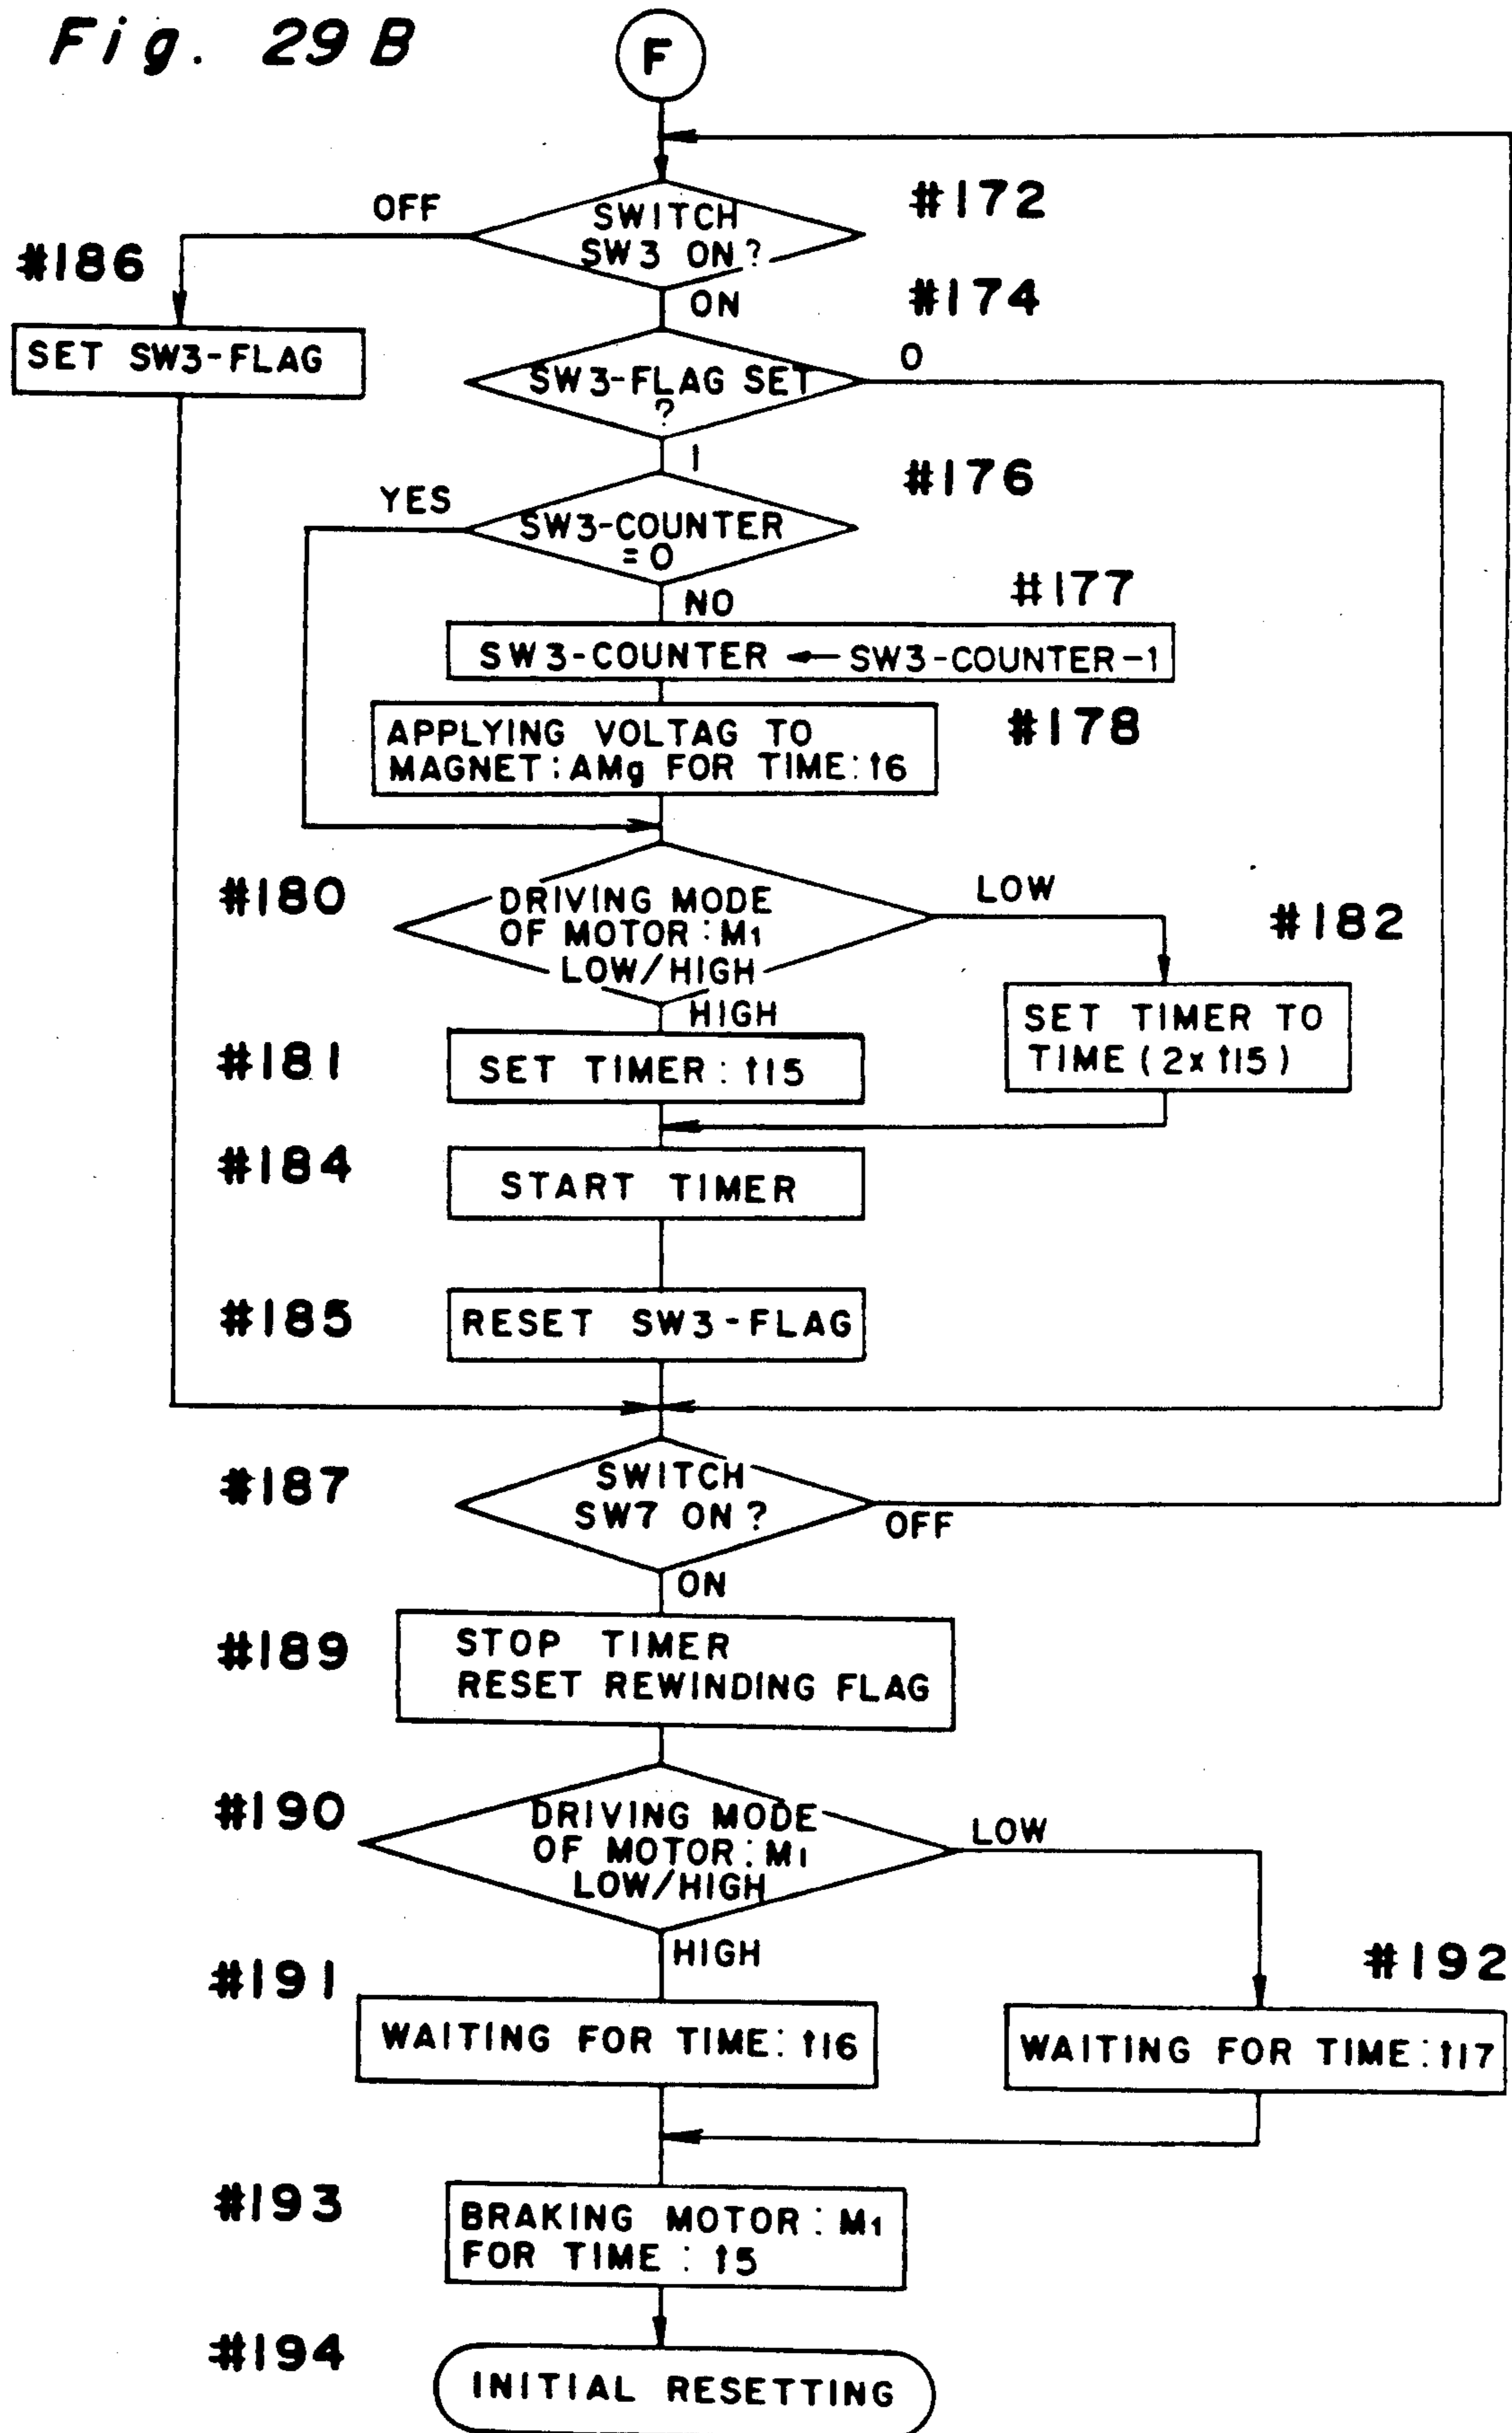 Fig. 29B
F
#172
OFF
SWITCH
SW3 ON?
#186
ON
#174
SET SW3-FLAG
SW3-FLAG SET
?
0
1
#176
YES
SW3-COUNTER
=0
NO
#177
SW3-COUNTER ← SW3-COUNTER-1
#178
APPLYING VOLTAG TO
MAGNET:AMg FOR TIME:t6
#180
DRIVING MODE
OF MOTOR:M1
LOW/HIGH
LOW
#182
HIGH
SET TIMER TO
TIME (2x t15)
#181
SET TIMER:t15
#184
START TIMER
#185
RESET SW3-FLAG
#187
SWITCH
SW7 ON?
OFF
ON
#189
STOP TIMER
RESET REWINDING FLAG
#190
DRIVING MODE
OF MOTOR:M1
LOW/HIGH
LOW
HIGH
#191
#192
WAITING FOR TIME:t16
WAITING FOR TIME:t17
#193
BRAKING MOTOR:M1
FOR TIME:t5
#194
INITIAL RESETTING